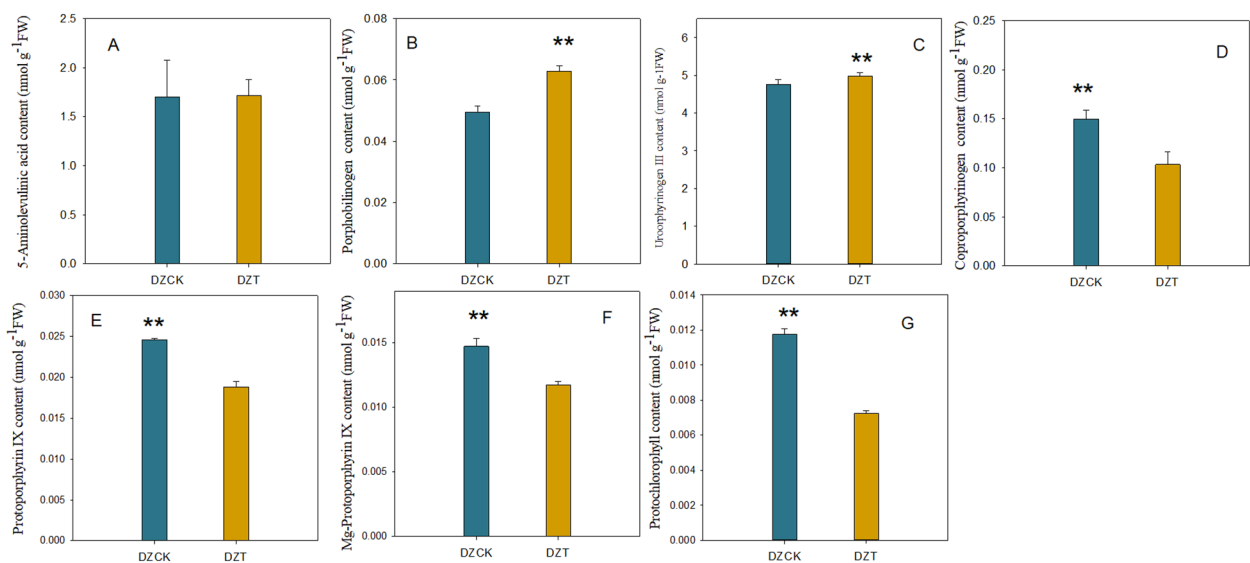 A
5-Aminolevulinic acid content (nmol g-1FW)
2.5
2.0
1.5
1.0
0.5
0.0
DZCK DZT
B
**
Porphobilinogen content (nmol g-1FW)
0.08
0.06
0.04
0.02
0.00
DZCK DZT
C
**
Uroorphyrinogen III content (nmol g-1FW)
6
5
4
3
2
1
0
DZCK DZT
D
**
Coproporphyrinogen content (nmol g-1FW)
0.25
0.20
0.15
0.10
0.05
0.00
DZCK DZT
E
**
Protoporphyrin IX content (nmol g-1FW)
0.030
0.025
0.020
0.015
0.010
0.005
0.000
DZCK DZT
F
**
Mg-Protoporphyrin IX content (nmol g-1FW)
0.015
0.010
0.005
0.000
DZCK DZT
G
**
Protochlorophyll content (nmol g-1FW)
0.014
0.012
0.010
0.008
0.006
0.004
0.002
0.000
DZCK DZT